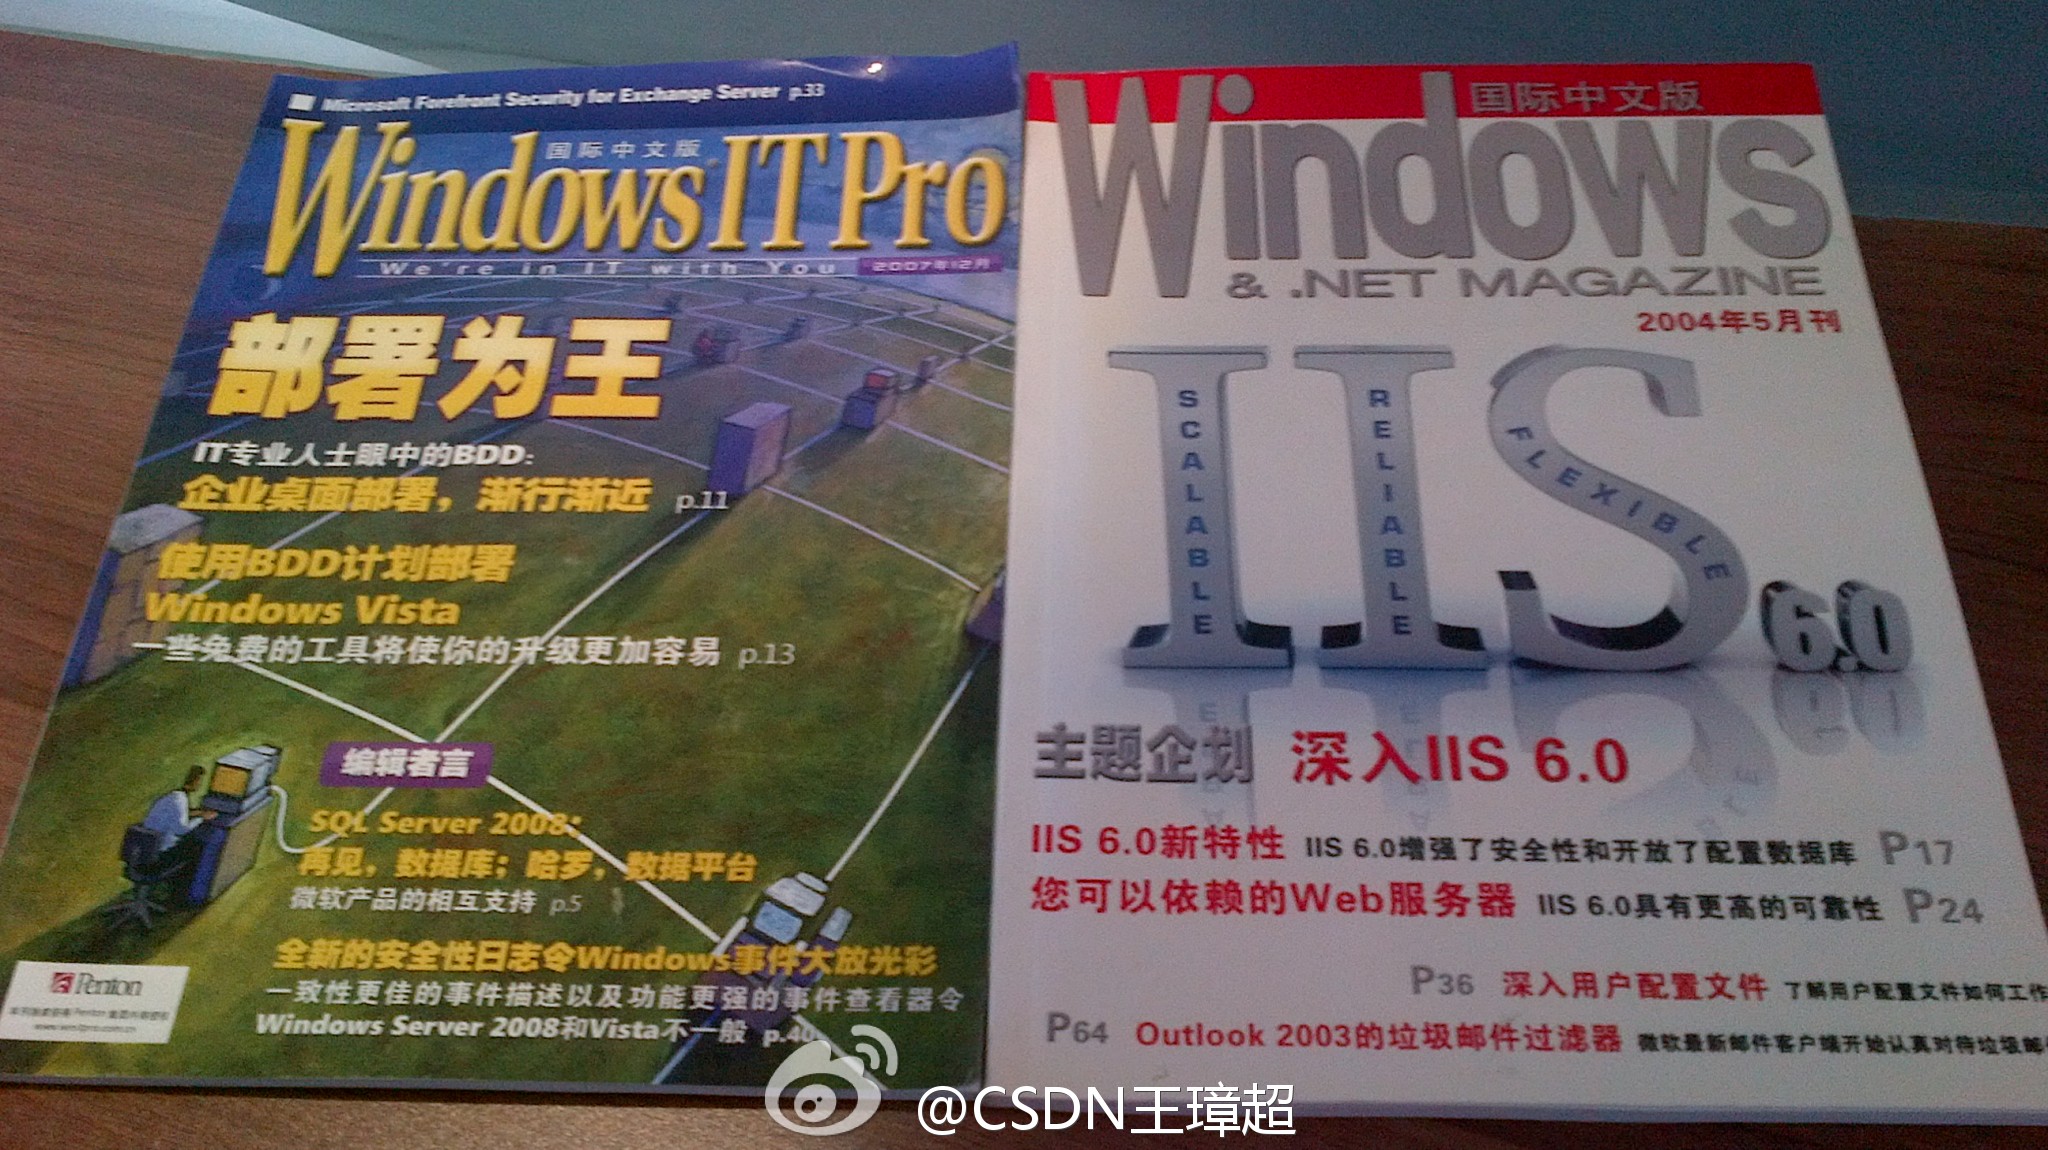 Microsoft Forefront Security for Exchange Server p.33
国际中文版
Windows IT Pro
We're in IT with You 2007年12月
部署为王
IT专业人士眼中的BDD:
企业桌面部署，渐行渐近 p.11
使用BDD计划部署
Windows Vista
一些免费的工具将使你的升级更加容易 p.13
编辑者言
SQL Server 2008:
再见，数据库；哈罗，数据平台
微软产品的相互支持 p.5
全新的安全性日志令Windows事件大放光彩
一致性更佳的事件描述以及功能更强的事件查看器令
Windows Server 2008和Vista不一般 p.40
Penton
www.winitpro.com.cn
国际中文版
Windows
& .NET MAGAZINE
2004年5月刊
IIS 6.0
SCALABLE
RELIABLE
FLEXIBLE
主题企划 深入IIS 6.0
IIS 6.0新特性 IIS 6.0增强了安全性和开放了配置数据库 P17
您可以依赖的Web服务器 IIS 6.0具有更高的可靠性 P24
P36 深入用户配置文件 了解用户配置文件如何工作
P64 Outlook 2003的垃圾邮件过滤器 微软最新邮件客户端开始认真对待垃圾邮
@CSDN王璋超